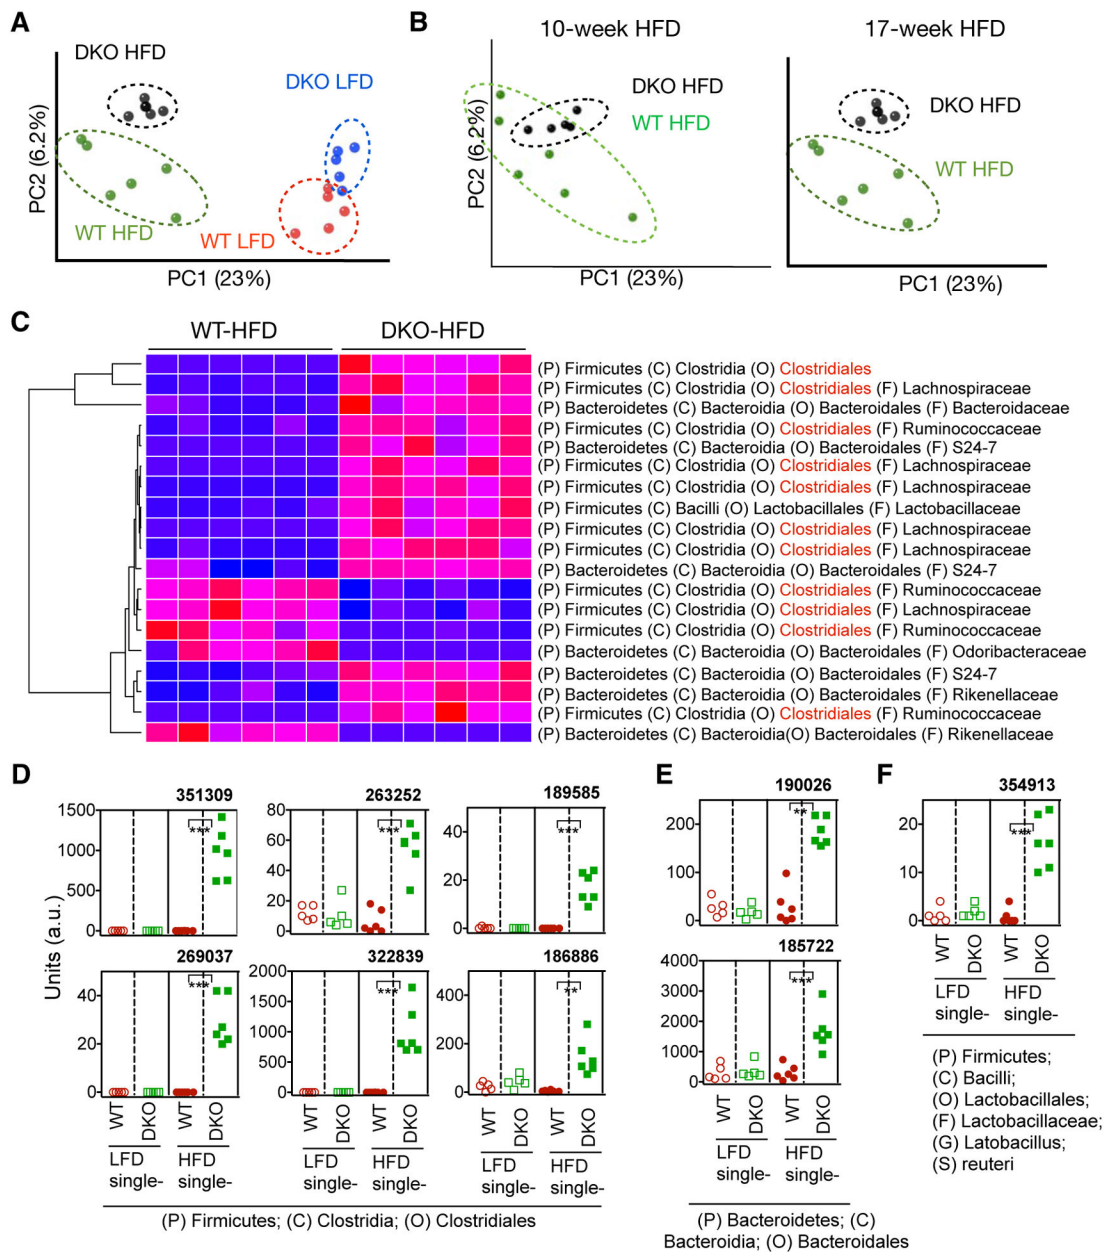 A
DKO HFD
DKO LFD
WT HFD
WT LFD
PC2 (6.2%)
PC1 (23%)
B
10-week HFD
17-week HFD
DKO HFD
WT HFD
PC2 (6.2%)
PC1 (23%)
DKO HFD
WT HFD
PC1 (23%)
C
WT-HFD
DKO-HFD
(P) Firmicutes (C) Clostridia (O) Clostridiales
(P) Firmicutes (C) Clostridia (O) Clostridiales (F) Lachnospiraceae
(P) Bacteroidetes (C) Bacteroidia (O) Bacteroidales (F) Bacteroidaceae
(P) Firmicutes (C) Clostridia (O) Clostridiales (F) Ruminococcaceae
(P) Bacteroidetes (C) Bacteroidia (O) Bacteroidales (F) S24-7
(P) Firmicutes (C) Clostridia (O) Clostridiales (F) Lachnospiraceae
(P) Firmicutes (C) Clostridia (O) Clostridiales (F) Lachnospiraceae
(P) Firmicutes (C) Bacilli (O) Lactobacillales (F) Lactobacillaceae
(P) Firmicutes (C) Clostridia (O) Clostridiales (F) Lachnospiraceae
(P) Firmicutes (C) Clostridia (O) Clostridiales (F) Lachnospiraceae
(P) Bacteroidetes (C) Bacteroidia (O) Bacteroidales (F) S24-7
(P) Firmicutes (C) Clostridia (O) Clostridiales (F) Ruminococcaceae
(P) Firmicutes (C) Clostridia (O) Clostridiales (F) Lachnospiraceae
(P) Firmicutes (C) Clostridia (O) Clostridiales (F) Ruminococcaceae
(P) Bacteroidetes (C) Bacteroidia (O) Bacteroidales (F) Odoribacteraceae
(P) Bacteroidetes (C) Bacteroidia (O) Bacteroidales (F) S24-7
(P) Bacteroidetes (C) Bacteroidia (O) Bacteroidales (F) Rikenellaceae
(P) Firmicutes (C) Clostridia (O) Clostridiales (F) Ruminococcaceae
(P) Bacteroidetes (C) Bacteroidia(O) Bacteroidales (F) Rikenellaceae
D
Units (a.u.)
351309
1500
1000
500
0
***
263252
80
60
40
20
0
***
189585
40
20
0
***
269037
40
20
0
***
WT
DKO
WT
DKO
LFD
single-
HFD
single-
322839
2000
1500
1000
500
0
***
WT
DKO
WT
DKO
LFD
single-
HFD
single-
186886
400
200
0
**
WT
DKO
WT
DKO
LFD
single-
HFD
single-
(P) Firmicutes; (C) Clostridia; (O) Clostridiales
E
190026
200
100
0
**
185722
4000
3000
2000
1000
0
***
WT
DKO
WT
DKO
LFD
single-
HFD
single-
(P) Bacteroidetes; (C)
Bacteroidia; (O) Bacteroidales
F
354913
20
10
0
***
WT
DKO
WT
DKO
LFD
single-
HFD
single-
(P) Firmicutes;
(C) Bacilli;
(O) Lactobacillales;
(F) Lactobacillaceae;
(G) Latobacillus;
(S) reuteri